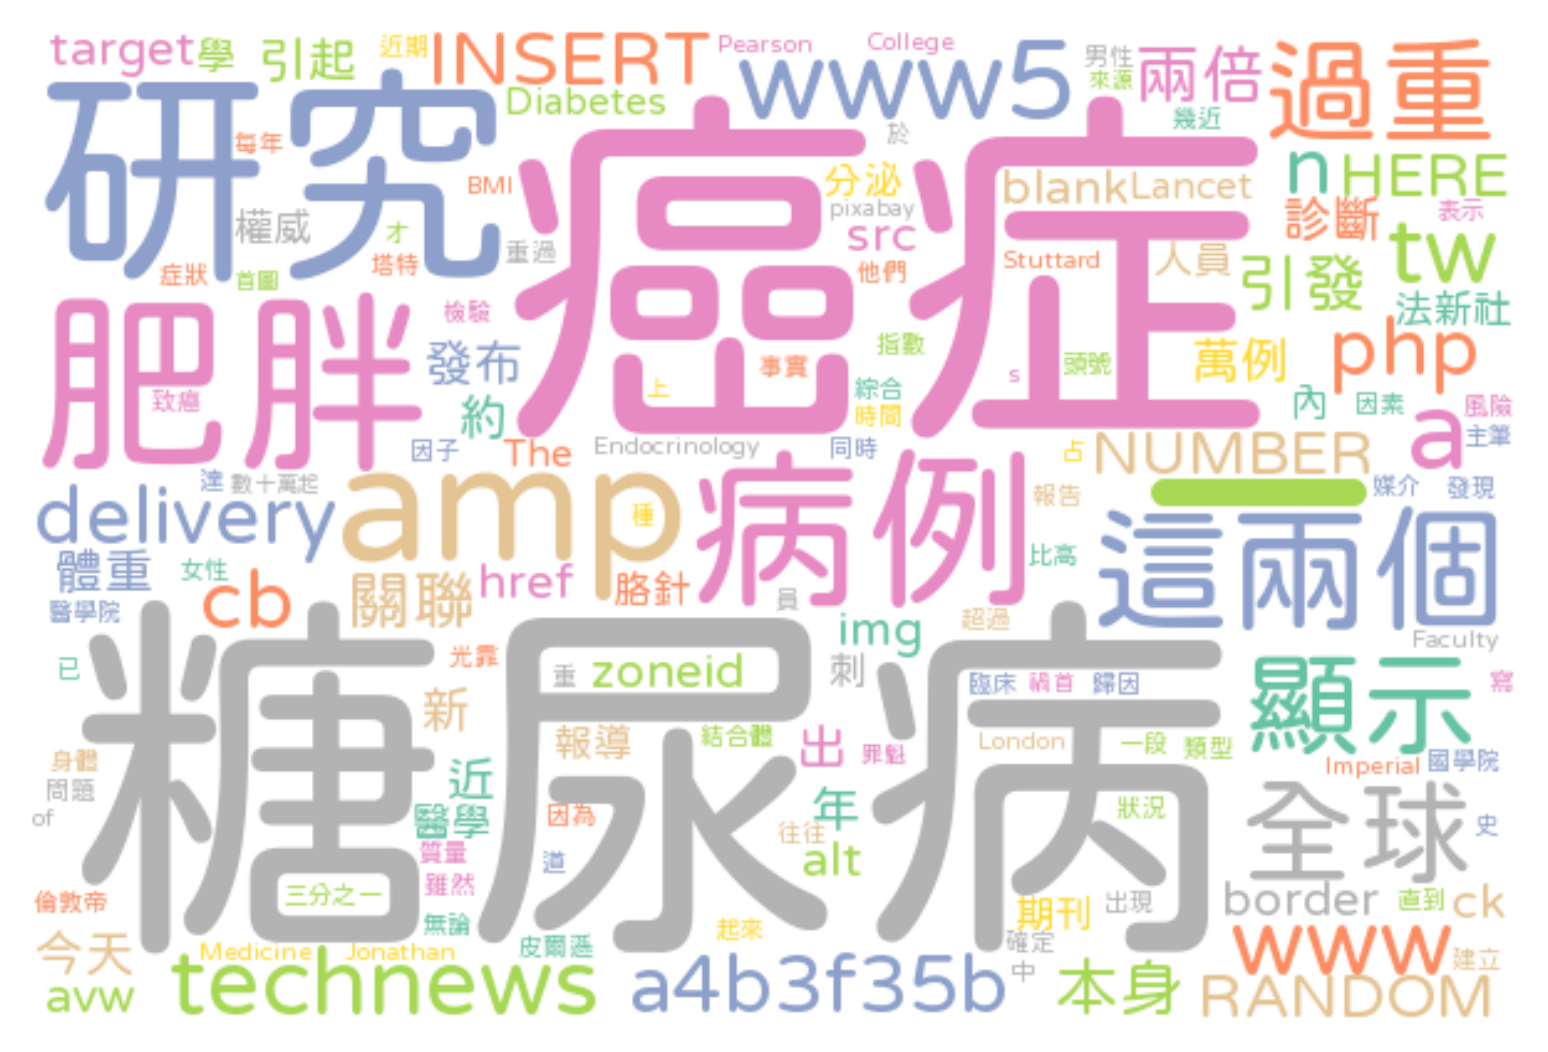 target
學
引起
近期
INSERT
Pearson
College
www5
男性
來源
兩倍
過重
研究
Diabetes
幾近
每年
癌症
於
n
HERE
BMI
分泌
blank
Lancet
權威
才
pixabay
診斷
表示
重過
src
tw
症狀
首圖
塔特
他們
Stuttard
人員
引發
肥胖
檢驗
法新社
發布
指數
事實
頭號
萬例
php
致癌
上
綜合
s
內
因素
a
風險
約
時間
主筆
因子
The
Endocrinology
同時
占
NUMBER
達
數十萬起
amp
病例
報告
媒介
發現
delivery
種
這兩個
體重
女性
href
胳針
比高
cb
關聯
員
醫學院
img
超過
Faculty
已
糖尿病
光霏
重
zoneid
刺
臨床
禍首
歸因
顯示
寫
新
報導
結合體
出
罪魁
London
一段
類型
身體
問題
近
Imperial
國學院
of
醫學
因為
往往
年
狀況
全球
史
質量
道
alt
倫敦帝
三分之一
雖然
border
直到
ck
無論
期刊
出現
今天
Medicine
Jonathan
皮爾遜
起來
確定
www
建立
avw
technews
a4b3f35b
中
本身
RANDOM